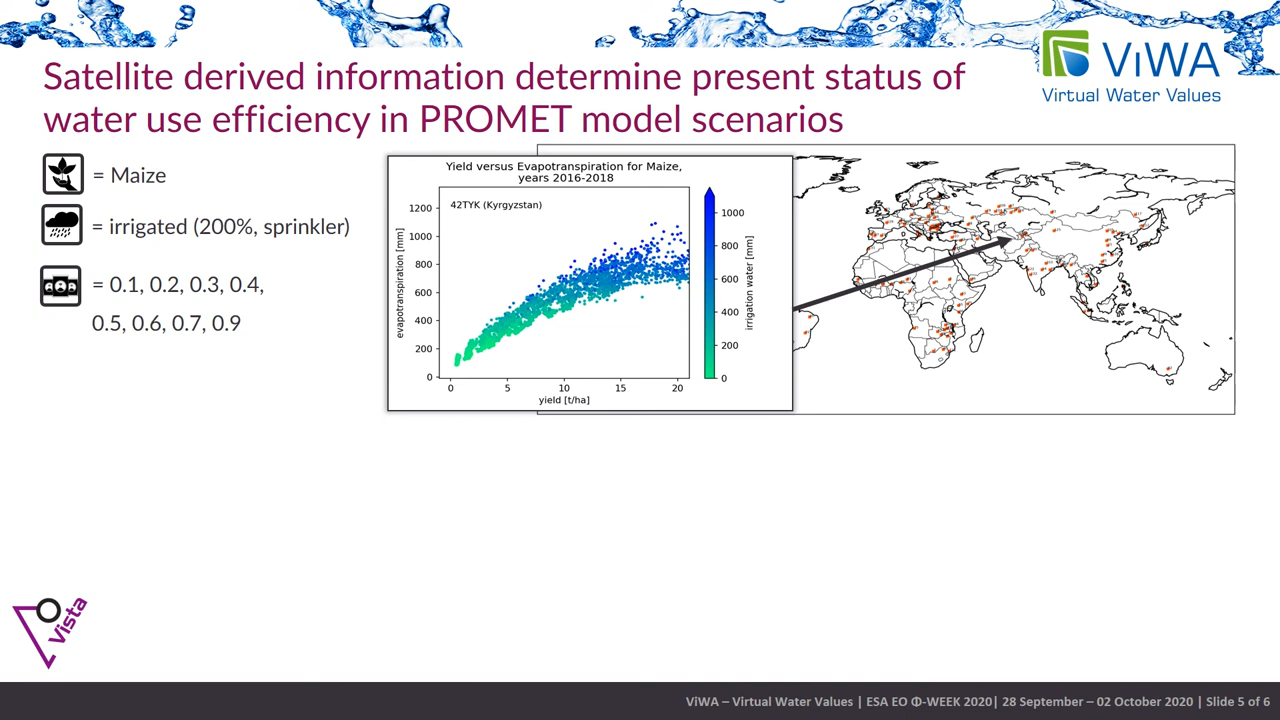 ViWA
Virtual Water Values
Satellite derived information determine present status of
water use efficiency in PROMET model scenarios
= Maize
= irrigated (200%, sprinkler)
= 0.1, 0.2, 0.3, 0.4,
0.5, 0.6, 0.7, 0.9
Yield versus Evapotranspiration for Maize,
years 2016-2018
42TYK (Kyrgyzstan)
evapotranspiration [mm]
1200
1000
800
600
400
200
0
0 5 10 15 20
yield [t/ha]
1000
800
600
400
200
0
irrigation water [mm]
Vista
ViWA – Virtual Water Values | ESA EO Φ-WEEK 2020| 28 September – 02 October 2020 | Slide 5 of 6